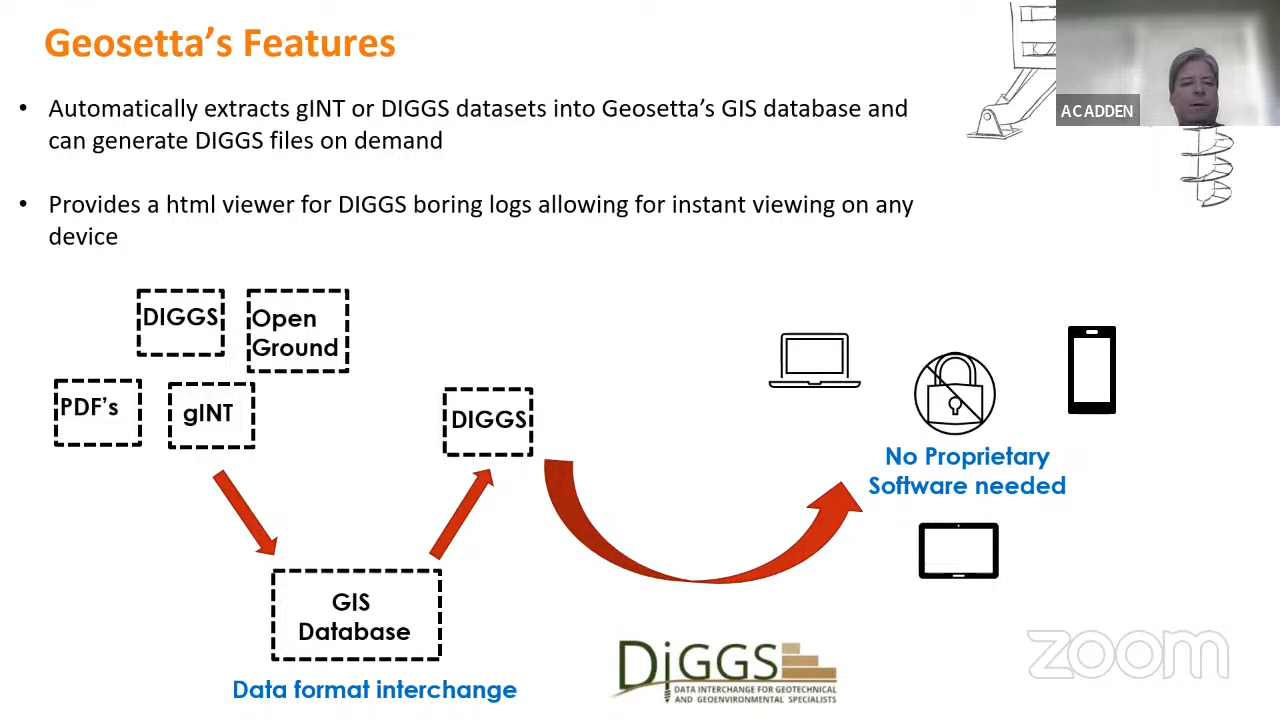 Geosetta's Features
AC ADDEN
• Automatically extracts gINT or DIGGS datasets into Geosetta's GIS database and
can generate DIGGS files on demand
• Provides a html viewer for DIGGS boring logs allowing for instant viewing on any
device
DIGGS
Open
Ground
PDF's
gINT
DIGGS
No Proprietary
Software needed
GIS
Database
Data format interchange
DiGGS
DATA INTERCHANGE FOR GEOTECHNICAL
AND GEOENVIRONMENTAL SPECIALISTS
zoom